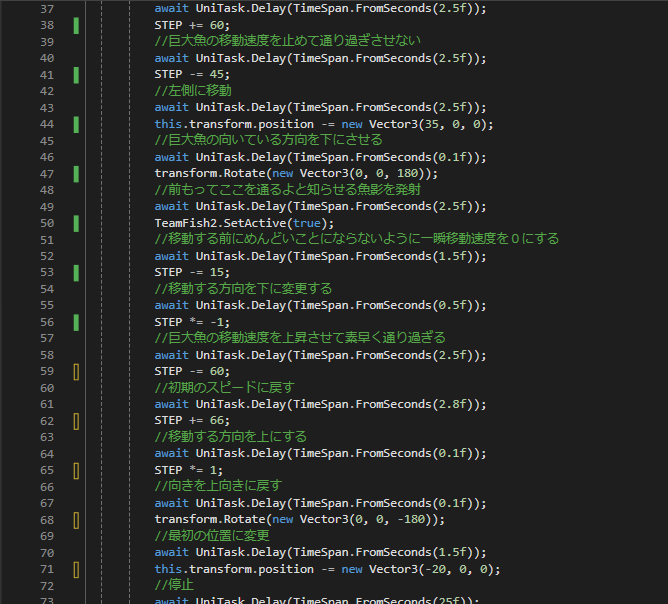 37 await UniTask.Delay(TimeSpan.FromSeconds(2.5f));
38 STEP += 60;
39 //巨大魚の移動速度を止めて通り過ぎさせない
40 await UniTask.Delay(TimeSpan.FromSeconds(2.5f));
41 STEP -= 45;
42 //左側に移動
43 await UniTask.Delay(TimeSpan.FromSeconds(2.5f));
44 this.transform.position -= new Vector3(35, 0, 0);
45 //巨大魚の向いている方向を下にさせる
46 await UniTask.Delay(TimeSpan.FromSeconds(0.1f));
47 transform.Rotate(new Vector3(0, 0, 180));
48 //前もってここを通るよと知らせる魚影を発射
49 await UniTask.Delay(TimeSpan.FromSeconds(2.5f));
50 TeamFish2.SetActive(true);
51 //移動する前にめんどいことにならないように一瞬移動速度を０にする
52 await UniTask.Delay(TimeSpan.FromSeconds(1.5f));
53 STEP -= 15;
54 //移動する方向を下に変更する
55 await UniTask.Delay(TimeSpan.FromSeconds(0.5f));
56 STEP *= -1;
57 //巨大魚の移動速度を上昇させて素早く通り過ぎる
58 await UniTask.Delay(TimeSpan.FromSeconds(2.5f));
59 STEP -= 60;
60 //初期のスピードに戻す
61 await UniTask.Delay(TimeSpan.FromSeconds(2.8f));
62 STEP += 66;
63 //移動する方向を上にする
64 await UniTask.Delay(TimeSpan.FromSeconds(0.1f));
65 STEP *= 1;
66 //向きを上向きに戻す
67 await UniTask.Delay(TimeSpan.FromSeconds(0.1f));
68 transform.Rotate(new Vector3(0, 0, -180));
69 //最初の位置に変更
70 await UniTask.Delay(TimeSpan.FromSeconds(1.5f));
71 this.transform.position -= new Vector3(-20, 0, 0);
72 //停止
73 await UniTask.Delay(TimeSpan.FromSeconds(25f));